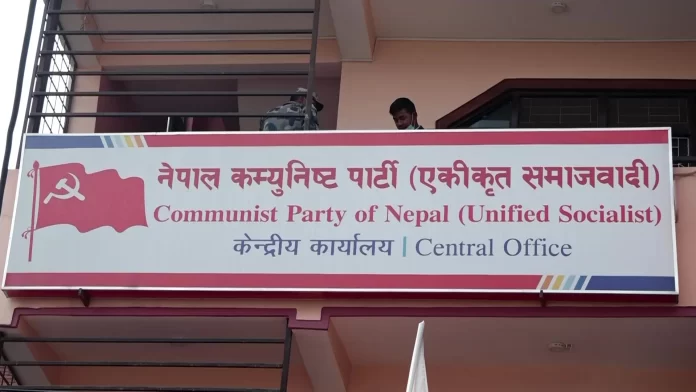 नेपाल कम्युनिष्ट पार्टी (एकीकृत समाजवादी)
Communist Party of Nepal (Unified Socialist)
केन्द्रीय कार्यालय | Central Office